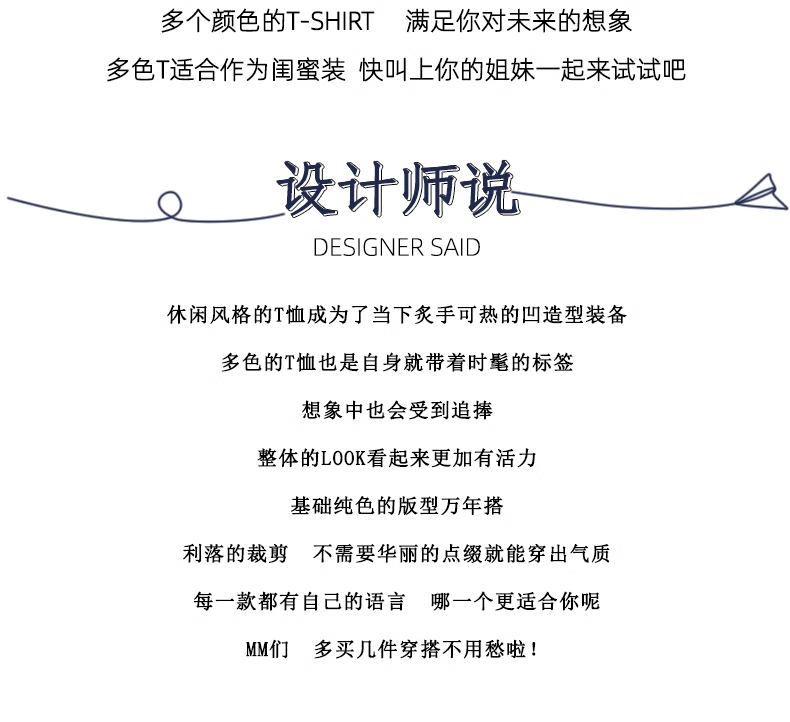 多个颜色的T-SHIRT 满足你对未来的想象
多色T适合作为闺蜜装 快叫上你的姐妹一起来试试吧
设计师说
DESIGNER SAID
休闲风格的T恤成为了当下炙手可热的凹造型装备
多色的T恤也是自身就带着时髦的标签
想象中也会受到追捧
整体的LOOK看起来更加有活力
基础纯色的版型万年搭
利落的裁剪 不需要华丽的点缀就能穿出气质
每一款都有自己的语言 哪一个更适合你呢
MM们 多买几件穿搭不用愁啦!